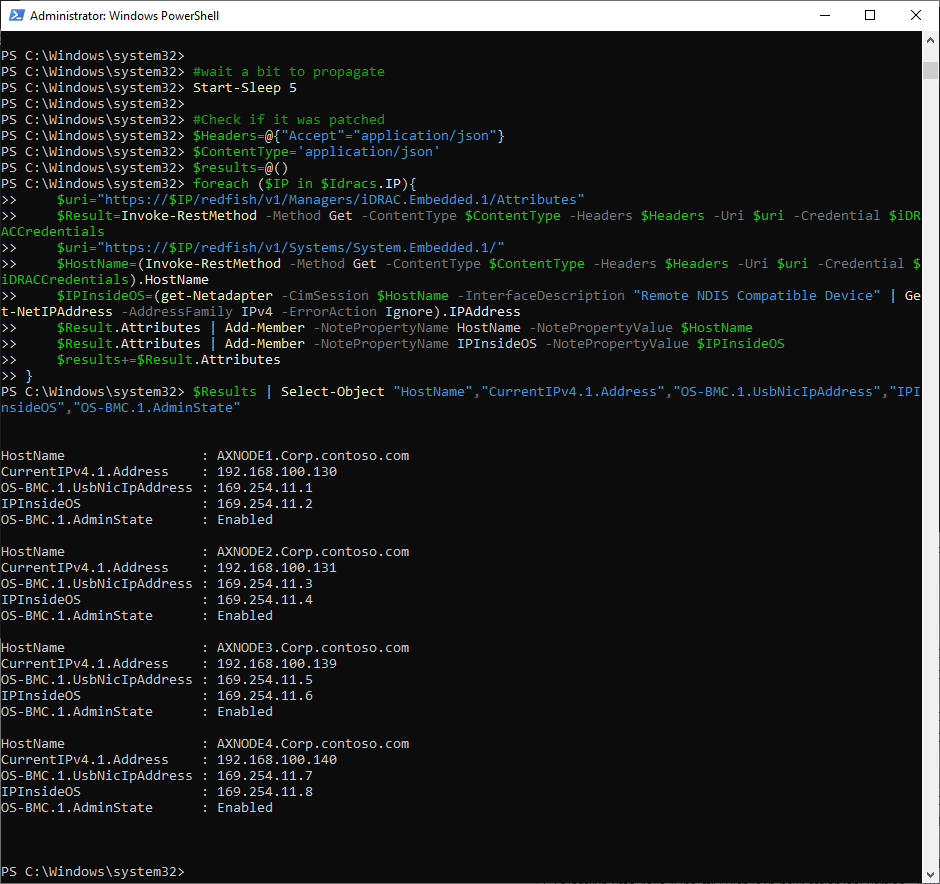 Administrator: Windows PowerShell
PS C:\Windows\system32>
PS C:\Windows\system32> #wait a bit to propagate
PS C:\Windows\system32> Start-Sleep 5
PS C:\Windows\system32>
PS C:\Windows\system32> #Check if it was patched
PS C:\Windows\system32> $Headers=@{"Accept"="application/json"}
PS C:\Windows\system32> $ContentType='application/json'
PS C:\Windows\system32> $results=@()
PS C:\Windows\system32> foreach ($IP in $Idracs.IP){
>>     $uri="https://$IP/redfish/v1/Managers/iDRAC.Embedded.1/Attributes"
>>     $Result=Invoke-RestMethod -Method Get -ContentType $ContentType -Headers $Headers -Uri $uri -Credential $iDR
ACCredentials
>>     $uri="https://$IP/redfish/v1/Systems/System.Embedded.1/"
>>     $HostName=(Invoke-RestMethod -Method Get -ContentType $ContentType -Headers $Headers -Uri $uri -Credential $
iDRACCredentials).HostName
>>     $IPInsideOS=(get-Netadapter -CimSession $HostName -InterfaceDescription "Remote NDIS Compatible Device" | Ge
t-NetIPAddress -AddressFamily IPv4 -ErrorAction Ignore).IPAddress
>>     $Result.Attributes | Add-Member -NotePropertyName HostName -NotePropertyValue $HostName
>>     $Result.Attributes | Add-Member -NotePropertyName IPInsideOS -NotePropertyValue $IPInsideOS
>>     $results+=$Result.Attributes
>> }
PS C:\Windows\system32> $Results | Select-Object "HostName","CurrentIPv4.1.Address","OS-BMC.1.UsbNicIpAddress","IPI
nsideOS","OS-BMC.1.AdminState"
HostName                 : AXNODE1.Corp.contoso.com
CurrentIPv4.1.Address    : 192.168.100.130
OS-BMC.1.UsbNicIpAddress : 169.254.11.1
IPInsideOS               : 169.254.11.2
OS-BMC.1.AdminState      : Enabled
HostName                 : AXNODE2.Corp.contoso.com
CurrentIPv4.1.Address    : 192.168.100.131
OS-BMC.1.UsbNicIpAddress : 169.254.11.3
IPInsideOS               : 169.254.11.4
OS-BMC.1.AdminState      : Enabled
HostName                 : AXNODE3.Corp.contoso.com
CurrentIPv4.1.Address    : 192.168.100.139
OS-BMC.1.UsbNicIpAddress : 169.254.11.5
IPInsideOS               : 169.254.11.6
OS-BMC.1.AdminState      : Enabled
HostName                 : AXNODE4.Corp.contoso.com
CurrentIPv4.1.Address    : 192.168.100.140
OS-BMC.1.UsbNicIpAddress : 169.254.11.7
IPInsideOS               : 169.254.11.8
OS-BMC.1.AdminState      : Enabled
PS C:\Windows\system32>